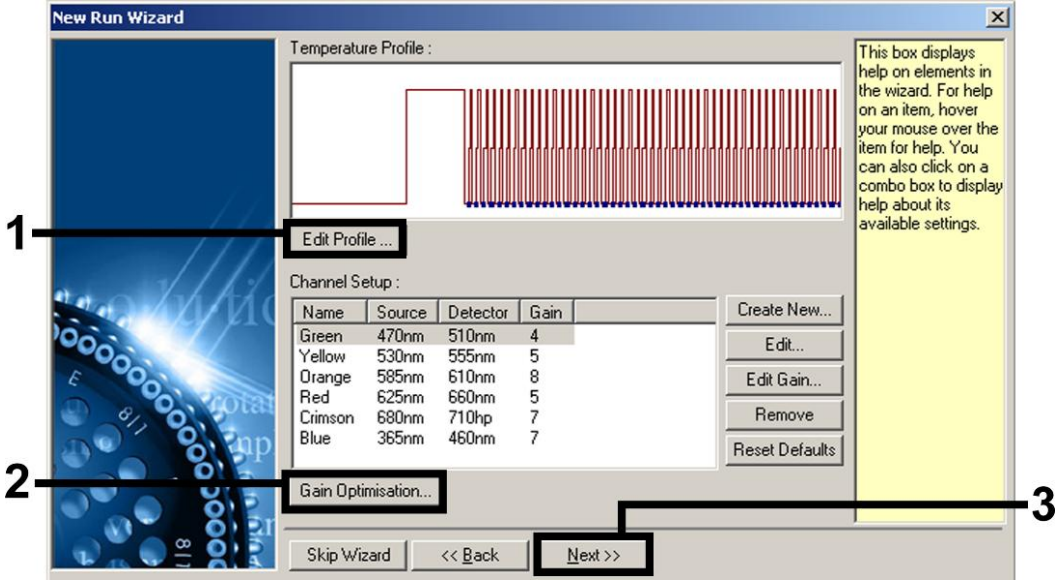 New Run Wizard
Temperature Profile :
1
Edit Profile ...
Channel Setup :
Name Source Detector Gain
Green 470nm 510nm 4
Yellow 530nm 555nm 5
Orange 585nm 610nm 8
Red 625nm 660nm 5
Crimson 680nm 710hp 7
Blue 365nm 460nm 7
Create New...
Edit...
Edit Gain...
Remove
Reset Defaults
2
Gain Optimisation...
3
Skip Wizard
<< Back
Next >>
This box displays
help on elements in
the wizard. For help
on an item, hover
your mouse over the
item for help. You
can also click on a
combo box to display
help about its
available settings.
E
8/1
8/1